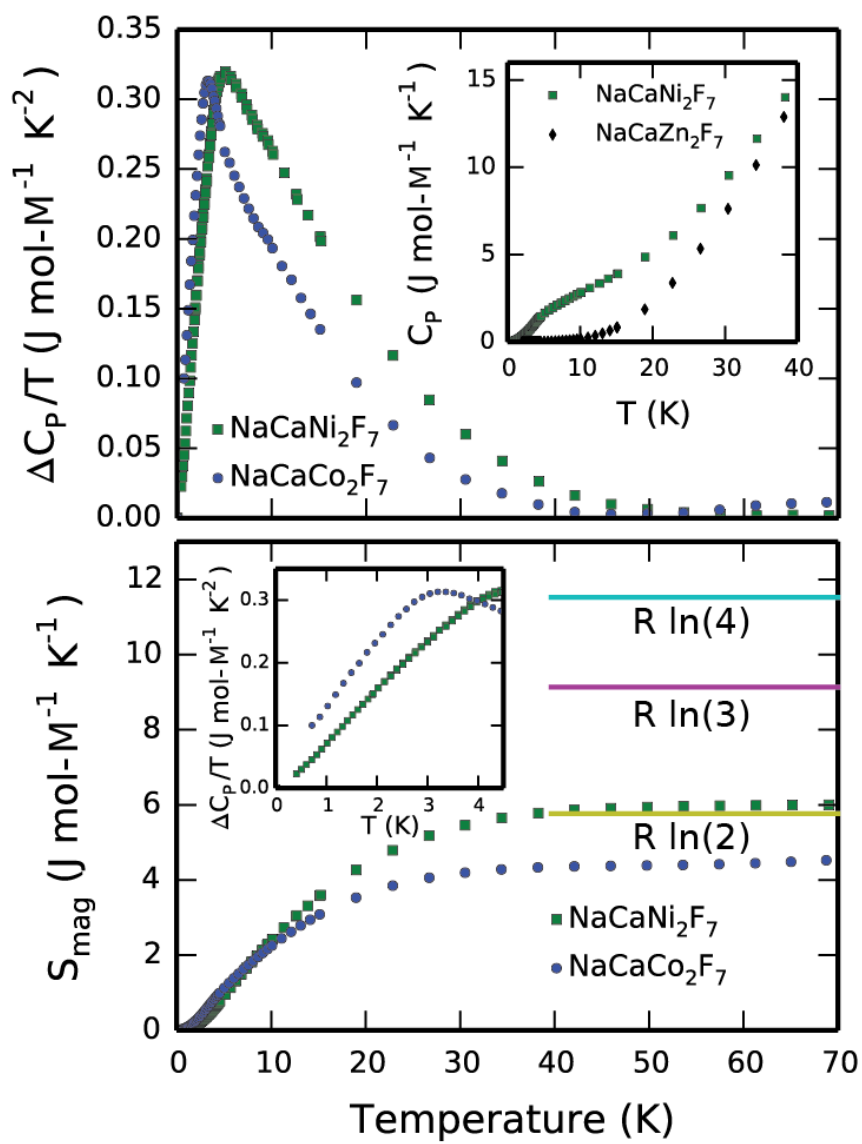 ΔC_P/T (J mol-M⁻¹ K⁻²)
0.35
0.30
0.25
0.20
0.15
0.10
0.05
0.00
NaCaNi₂F₇
NaCaCo₂F₇
C_P (J mol-M⁻¹ K⁻¹)
15
10
5
0
NaCaNi₂F₇
NaCaZn₂F₇
0 10 20 30 40
T (K)
S_mag (J mol-M⁻¹ K⁻¹)
12
10
8
6
4
2
0
ΔC_P/T (J mol-M⁻¹ K⁻²)
0.3
0.2
0.1
0.0
0 1 2 3 4
T (K)
R ln(4)
R ln(3)
R ln(2)
NaCaNi₂F₇
NaCaCo₂F₇
0 10 20 30 40 50 60 70
Temperature (K)